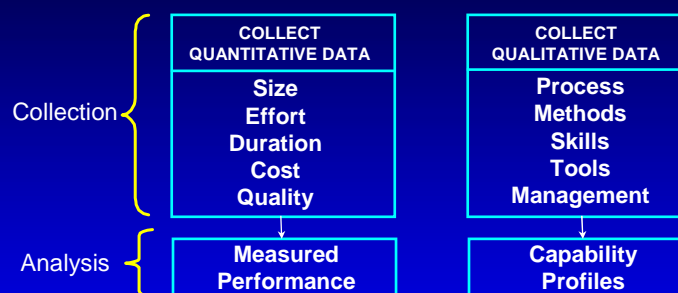 COLLECT
QUANTITATIVE DATA
COLLECT
QUALITATIVE DATA
Collection
Size
Effort
Duration
Cost
Quality
Process
Methods
Skills
Tools
Management
Analysis
Measured
Performance
Capability
Profiles